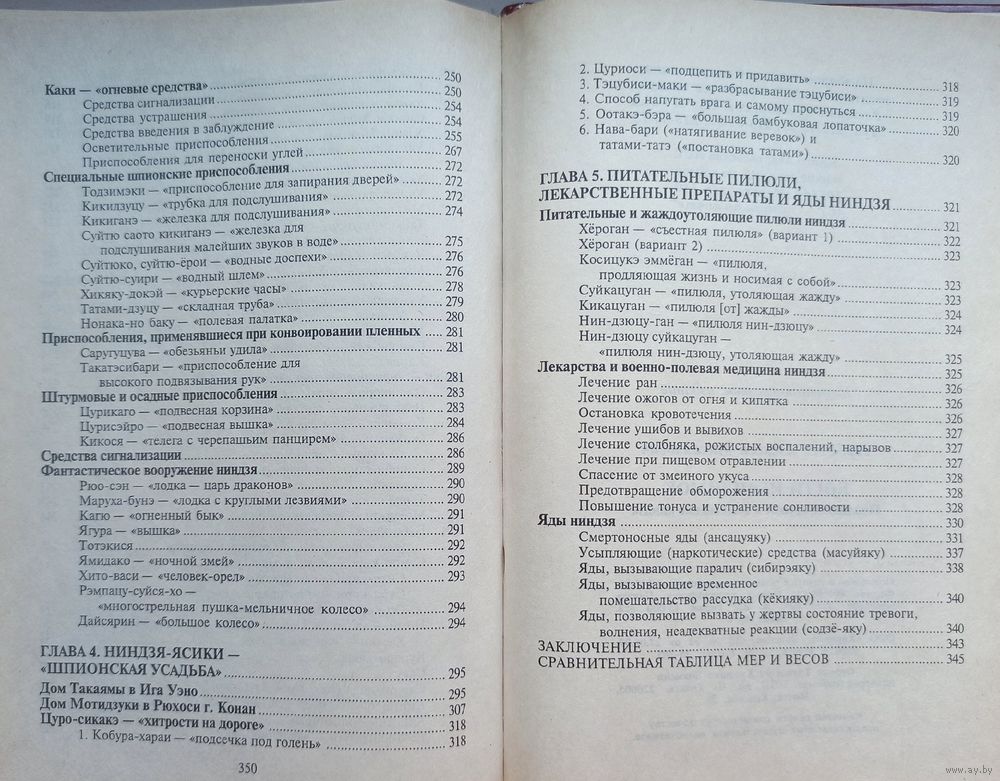 Каки — «огневые средства» 250
Средства сигнализации 250
Средства устрашения 254
Средства введения в заблуждение 254
Осветительные приспособления 255
Приспособления для переноски углей 267
Специальные шпионские приспособления 272
Тодзимэки — «приспособление для запирания дверей» 272
Кикидзуцу — «трубка для подслушивания» 272
Кикиганэ — «железка для подслушивания» 274
Суйтю саото кикиганэ — «железка для
подслушивания малейших звуков в воде» 275
Суйтюко, суйтю-ёрои — «водные доспехи» 276
Суйтю-суири — «водный шлем» 276
Хикяку-докэй — «курьерские часы» 278
Татами-дзуцу — «складная труба» 279
Нонака-но баку — «полевая палатка» 280
Приспособления, применявшиеся при конвоировании пленных 281
Саругуцува — «обезьяньи удила» 281
Такатэсибари — «приспособление для
высокого подвязывания рук» 281
Штурмовые и осадные приспособления 283
Цурикаго — «подвесная корзина» 283
Цурисэйро — «подвесная вышка» 284
Кикося — «телега с черепашьим панцирем» 286
Средства сигнализации 286
Фантастическое вооружение ниндзя 289
Рюо-сэн — «лодка — царь драконов» 290
Маруха-бунэ — «лодка с круглыми лезвиями» 290
Кагю — «огненный бык» 291
Ягура — «вышка» 291
Тотэкися 292
Ямидако — «ночной змей» 292
Хито-васи — «человек-орел» 293
Рэмпацу-суйся-хо —
«многострельная пушка-мельничное колесо» 294
Дайсярин — «большое колесо» 294
ГЛАВА 4. НИНДЗЯ-ЯСИКИ —
«ШПИОНСКАЯ УСАДЬБА» 295
Дом Такаямы в Ига Уэно 295
Дом Мотидзуки в Рюхоси г. Конан 307
Цуро-сикакэ — «хитрости на дороге» 318
1. Кобура-хараи — «подсечка под голень» 318
350
2. Цуриоси — «подцепить и придавить» 318
3. Тэцубиси-маки — «разбрасывание тэцубиси» 319
4. Способ напугать врага и самому проснуться 319
5. Оотакэ-бэра — «большая бамбуковая лопаточка» 320
6. Нава-бари («натягивание веревок») и
татами-татэ («постановка татами») 320
ГЛАВА 5. ПИТАТЕЛЬНЫЕ ПИЛЮЛИ,
ЛЕКАРСТВЕННЫЕ ПРЕПАРАТЫ И ЯДЫ НИНДЗЯ 321
Питательные и жаждоутоляющие пилюли ниндзя 321
Хёроган — «съестная пилюля» (вариант 1) 322
Хёроган (вариант 2) 323
Косицукэ эммёган — «пилюля,
продляющая жизнь и носимая с собой» 323
Суйкацуган — «пилюля, утоляющая жажду» 323
Кикацуган — «пилюля [от] жажды» 324
Нин-дзюцу-ган — «пилюля нин-дзюцу» 324
Нин-дзюцу суйкацуган —
«пилюля нин-дзюцу, утоляющая жажду» 325
Лекарства и военно-полевая медицина ниндзя 325
Лечение ран 326
Лечение ожогов от огня и кипятка 326
Остановка кровотечения 326
Лечение ушибов и вывихов 327
Лечение столбняка, рожистых воспалений, нарывов 327
Лечение при пищевом отравлении 327
Спасение от змеиного укуса 328
Предотвращение обморожения 328
Повышение тонуса и устранение сонливости 328
Яды ниндзя 330
Смертоносные яды (ансацуяку) 331
Усыпляющие (наркотические) средства (масуйяку) 337
Яды, вызывающие паралич (сибирэяку) 338
Яды, вызывающие временное
помешательство рассудка (кёкияку) 340
Яды, позволяющие вызвать у жертвы состояние тревоги,
волнения, неадекватные реакции (содзё-яку) 340
ЗАКЛЮЧЕНИЕ 343
СРАВНИТЕЛЬНАЯ ТАБЛИЦА МЕР И ВЕСОВ 345
www.ay.by